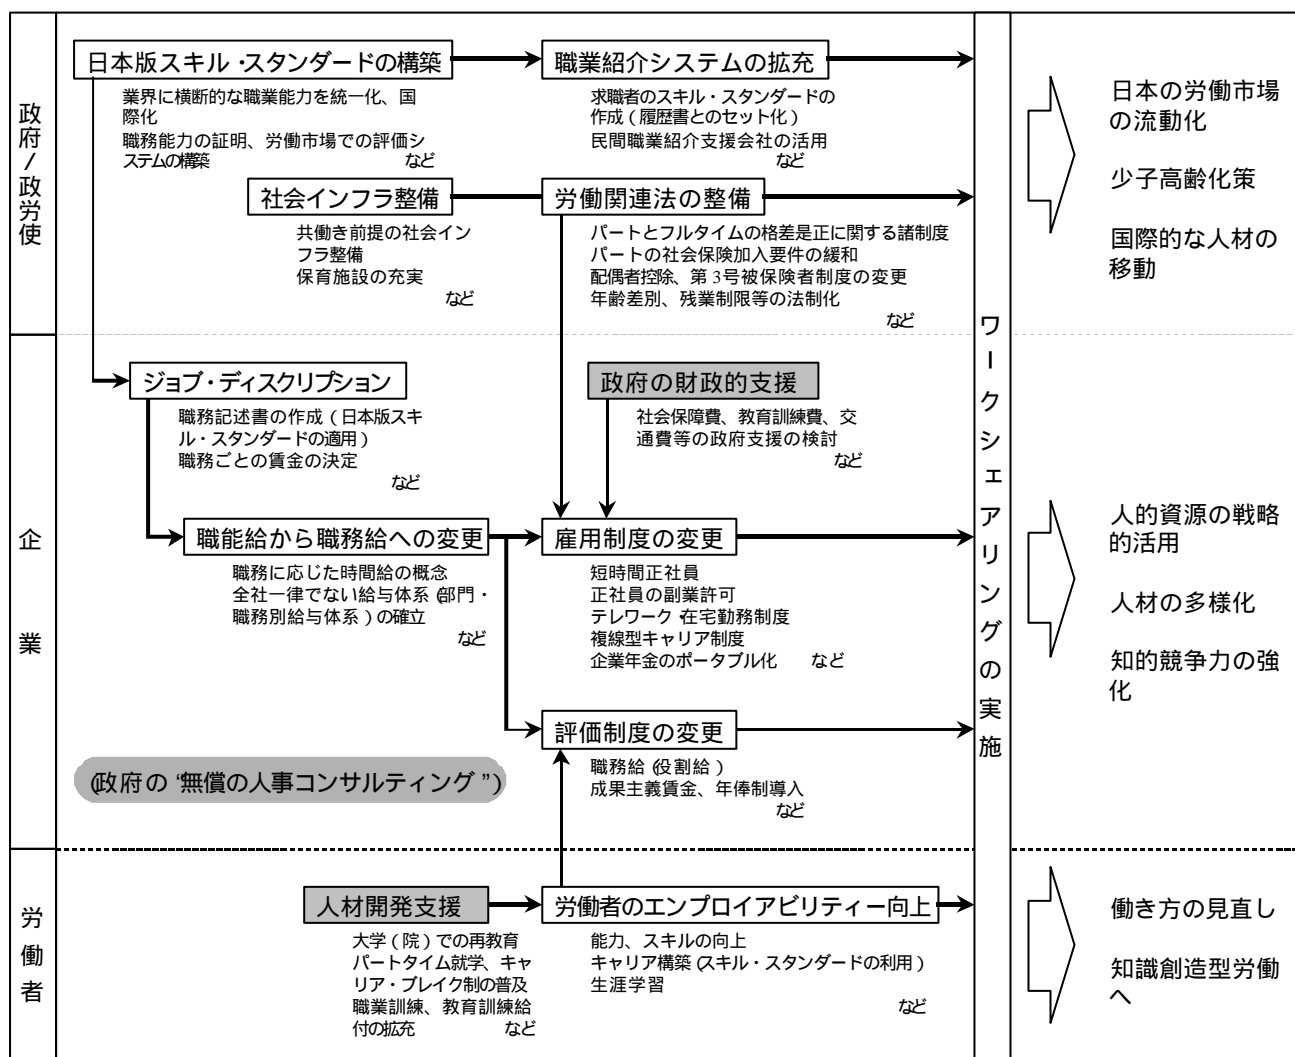 政府/政労使
日本版スキル・スタンダードの構築
業界に横断的な職業能力を統一化、国
際化
職務能力の証明、労働市場での評価シ
ステムの構築
など
職業紹介システムの拡充
求職者のスキル・スタンダードの
作成(履歴書とのセット化)
民間職業紹介支援会社の活用
など
社会インフラ整備
共働き前提の社会イン
フラ整備
保育施設の充実
など
労働関連法の整備
パートとフルタイムの格差是正に関する諸制度
パートの社会保険加入要件の緩和
配偶者控除、第3号被保険者制度の変更
年齢差別、残業制限等の法制化
など
日本の労働市場
の流動化
少子高齢化策
国際的な人材の
移動
ワークシェアリングの実施
企業
ジョブ・ディスクリプション
職務記述書の作成(日本版スキ
ル・スタンダードの適用)
職務ごとの賃金の決定
など
政府の財政的支援
社会保障費、教育訓練費、交
通費等の政府支援の検討
など
職能給から職務給への変更
職務に応じた時間給の概念
全社一律でない給与体系(部門・
職務別給与体系)の確立
など
雇用制度の変更
短時間正社員
正社員の副業許可
テレワーク・在宅勤務制度
複線型キャリア制度
企業年金のポータブル化 など
評価制度の変更
職務給(役割給)
成果主義賃金、年俸制導入
など
(政府の“無償の人事コンサルティング”)
人的資源の戦略
的活用
人材の多様化
知的競争力の強
化
労働者
人材開発支援
大学(院)での再教育
パートタイム就学、キャ
リア・ブレイク制の普及
職業訓練、教育訓練給
付の拡充 など
労働者のエンプロイアビリティー向上
能力、スキルの向上
キャリア構築(スキル・スタンダードの利用)
生涯学習
など
働き方の見直し
知識創造型労働
へ